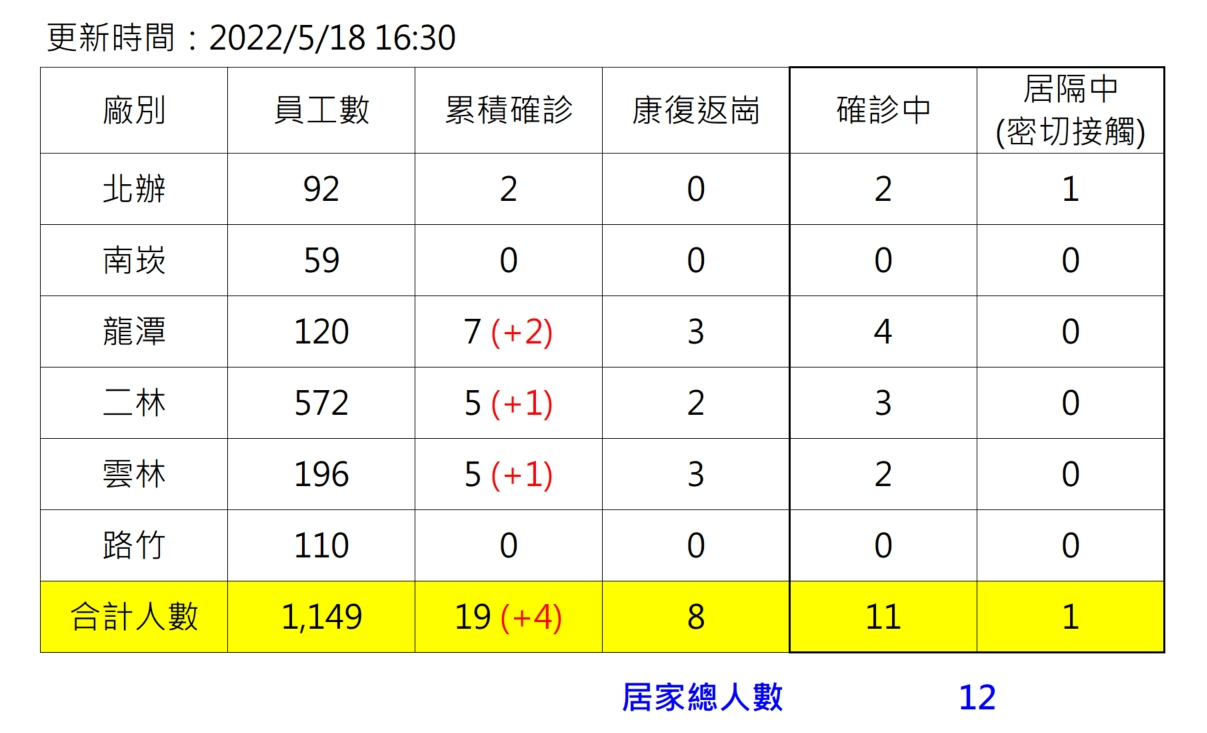 更新時間：2022/5/18 16:30
廠別 員工數 累積確診 康復返崗 確診中 居隔中
(密切接觸)
北辦 92 2 0 2 1
南崁 59 0 0 0 0
龍潭 120 7 (+2) 3 4 0
二林 572 5 (+1) 2 3 0
雲林 196 5 (+1) 3 2 0
路竹 110 0 0 0 0
合計人數 1,149 19 (+4) 8 11 1
居家總人數 12